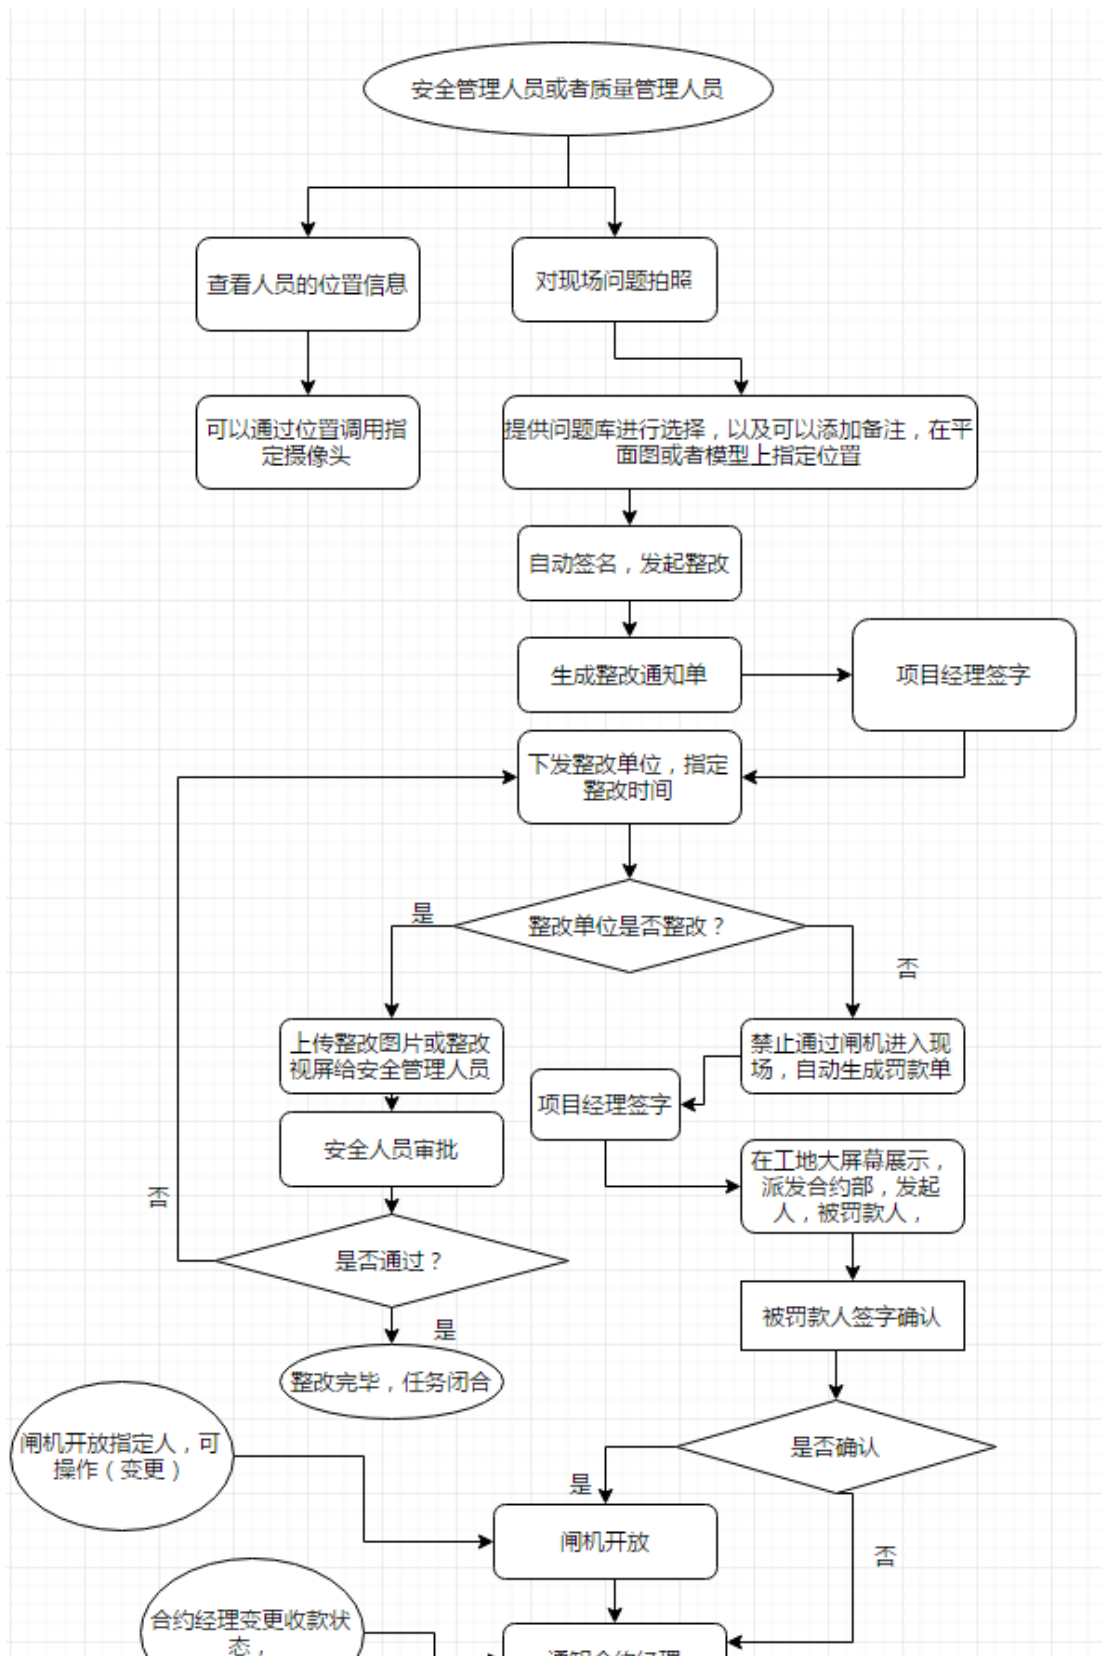 安全管理人员或者质量管理人员
查看人员的位置信息
对现场问题拍照
可以通过位置调用指
定摄像头
提供问题库进行选择，以及可以添加备注，在平
面图或者模型上指定位置
自动签名，发起整改
生成整改通知单
项目经理签字
下发整改单位，指定
整改时间
整改单位是否整改？
是
否
上传整改图片或整改
视屏给安全管理人员
禁止通过闸机进入现
场，自动生成罚款单
项目经理签字
安全人员审批
在工地大屏幕展示，
派发合约部，发起
人，被罚款人，
否
是否通过？
被罚款人签字确认
是
整改完毕，任务闭合
闸机开放指定人，可
操作（变更）
是否确认
是
闸机开放
否
合约经理变更收款状
态，
通知合约经理